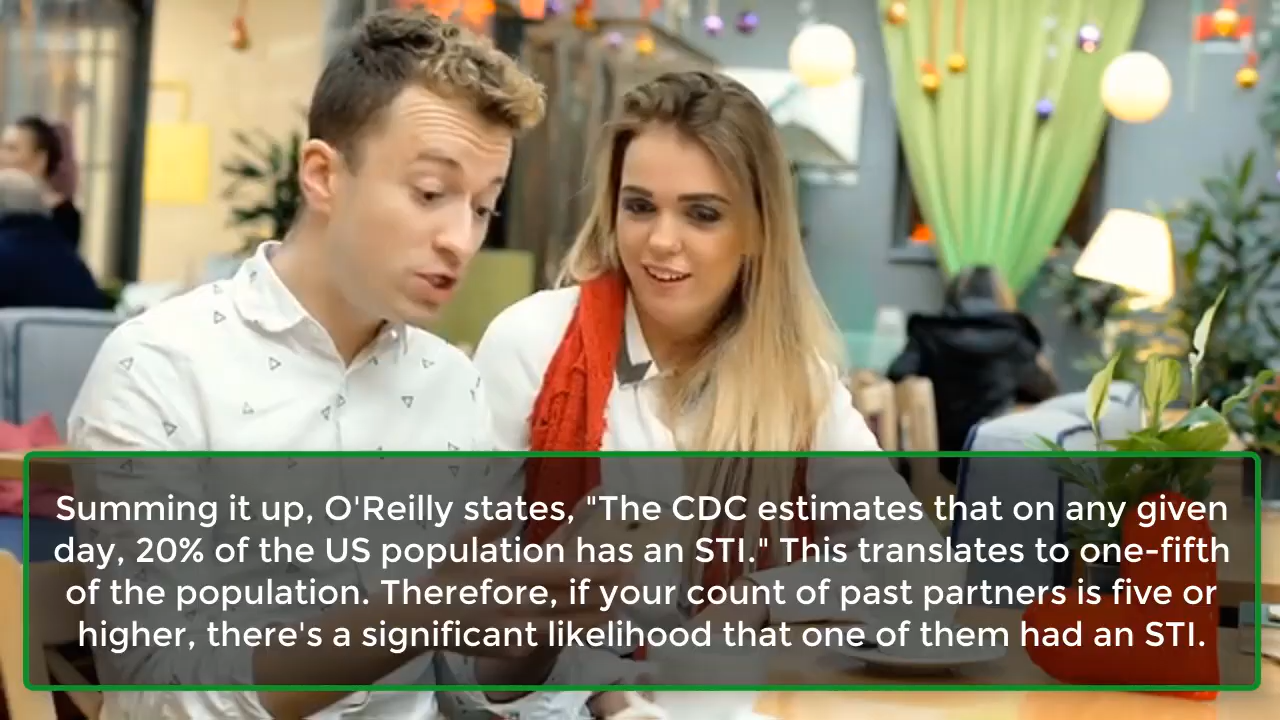 Summing it up, O'Reilly states, "The CDC estimates that on any given
day, 20% of the US population has an STI." This translates to one-fifth
of the population. Therefore, if your count of past partners is five or
higher, there's a significant likelihood that one of them had an STI.